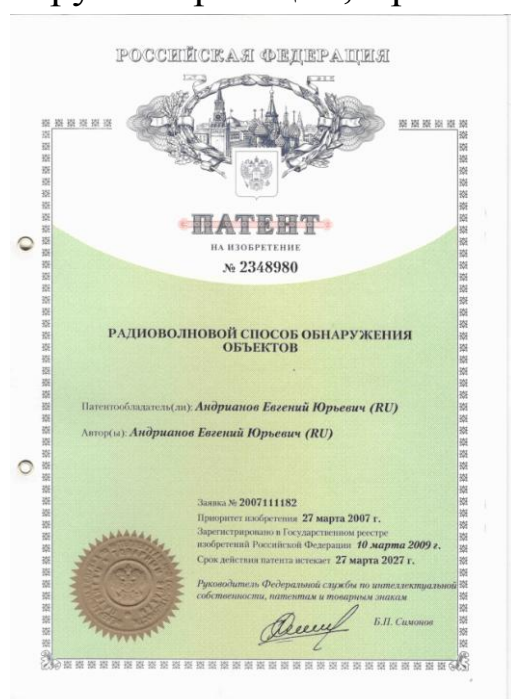 РОССИЙСКАЯ ФЕДЕРАЦИЯ
ПАТЕНТ
НА ИЗОБРЕТЕНИЕ
№ 2348980
РАДИОВОЛНОВОЙ СПОСОБ ОБНАРУЖЕНИЯ
ОБЪЕКТОВ
Патентообладатель(ли): Андрианов Евгений Юрьевич (RU)
Автор(ы): Андрианов Евгений Юрьевич (RU)
Заявка № 2007111182
Приоритет изобретения 27 марта 2007 г.
Зарегистрировано в Государственном реестре
изобретений Российской Федерации 10 марта 2009 г.
Срок действия патента истекает 27 марта 2027 г.
Руководитель Федеральной службы по интеллектуальной
собственности, патентам и товарным знакам
Б.П. Симонов